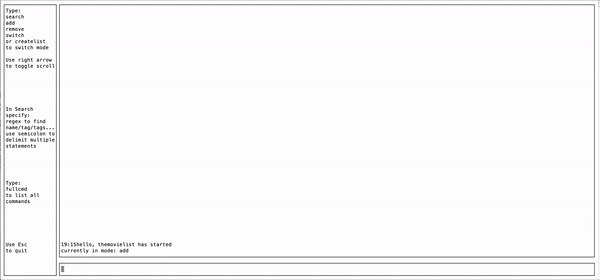 Type:
search
add
remove
switch
or createlist
to switch mode
Use right arrow
to toggle scroll
In Search
specify:
regex to find
name/tag/tags...
use semicolon to
delimit multiple
statements
Type:
fullcmd
to list all
commands
Use Esc
to quit
19:15hello, themovielist has started
currently in mode: add